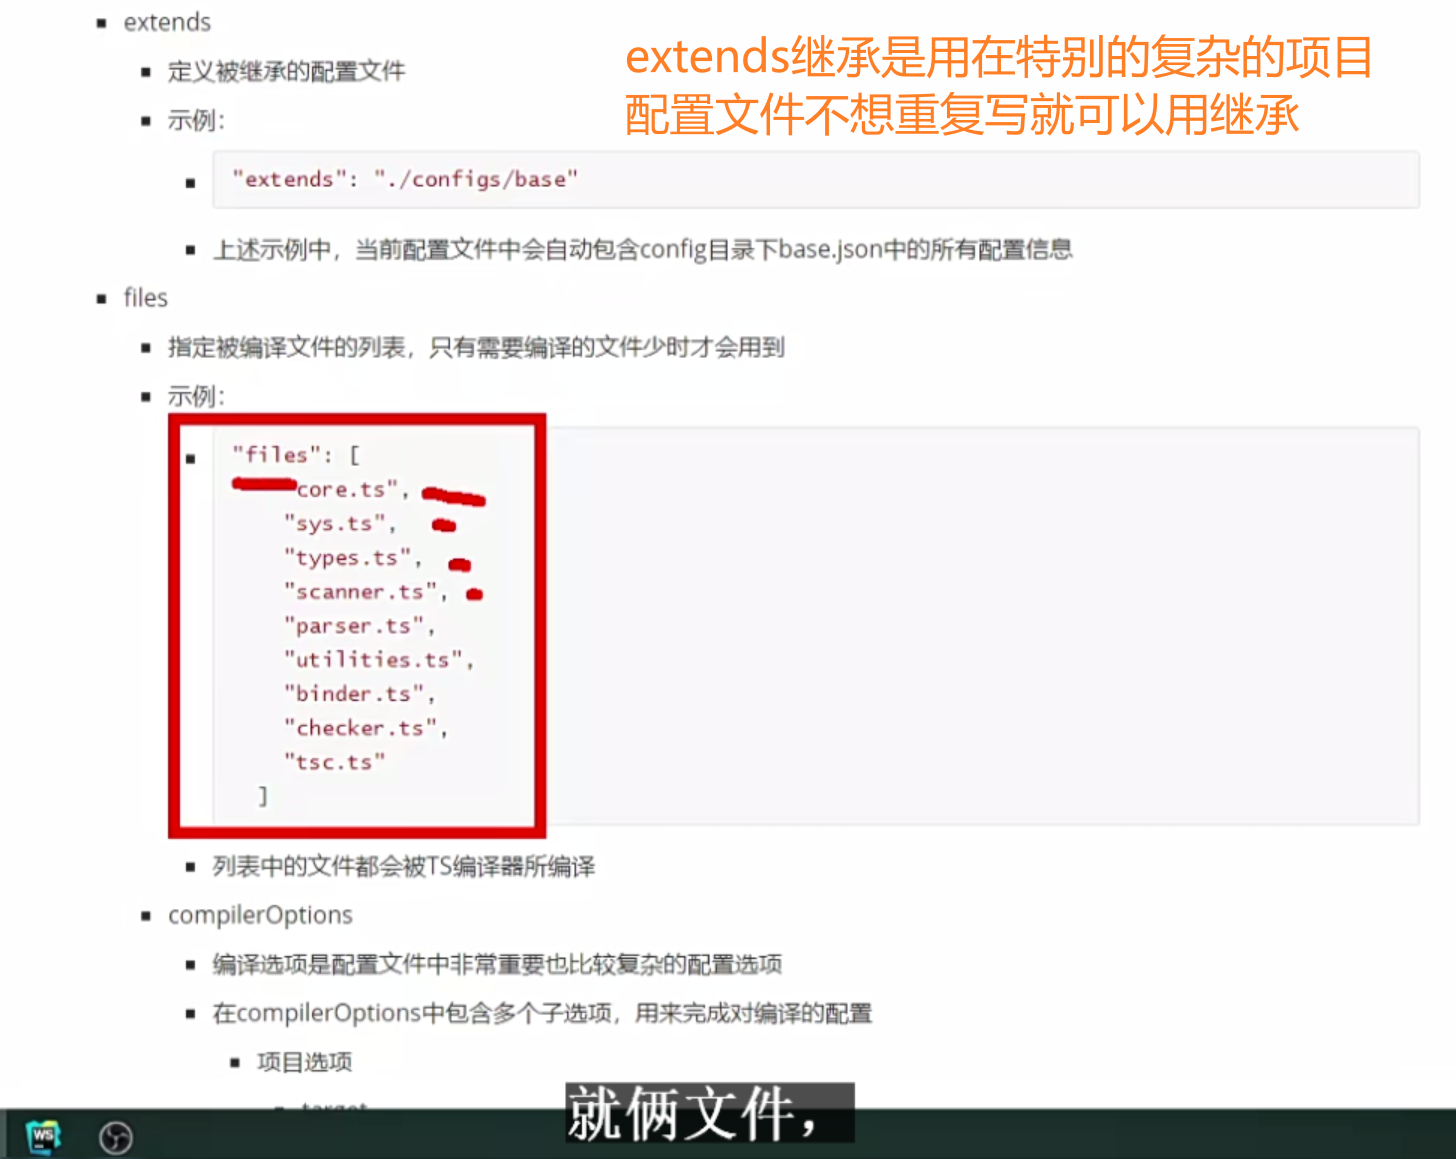 extends
extends继承是用在特别的复杂的项目
定义被继承的配置文件
配置文件不想重复写就可以用继承
示例：
"extends": "./configs/base"
上述示例中，当前配置文件中会自动包含config目录下base.json中的所有配置信息
files
指定被编译文件的列表，只有需要编译的文件少时才会用到
示例：
"files": [
core.ts",
"sys.ts",
"types.ts",
"scanner.ts",
"parser.ts",
"utilities.ts",
"binder.ts",
"checker.ts",
"tsc.ts"
]
列表中的文件都会被TS编译器所编译
compilerOptions
编译选项是配置文件中非常重要也比较复杂的配置选项
在compilerOptions中包含多个子选项，用来完成对编译的配置
项目选项
就俩文件，
WS